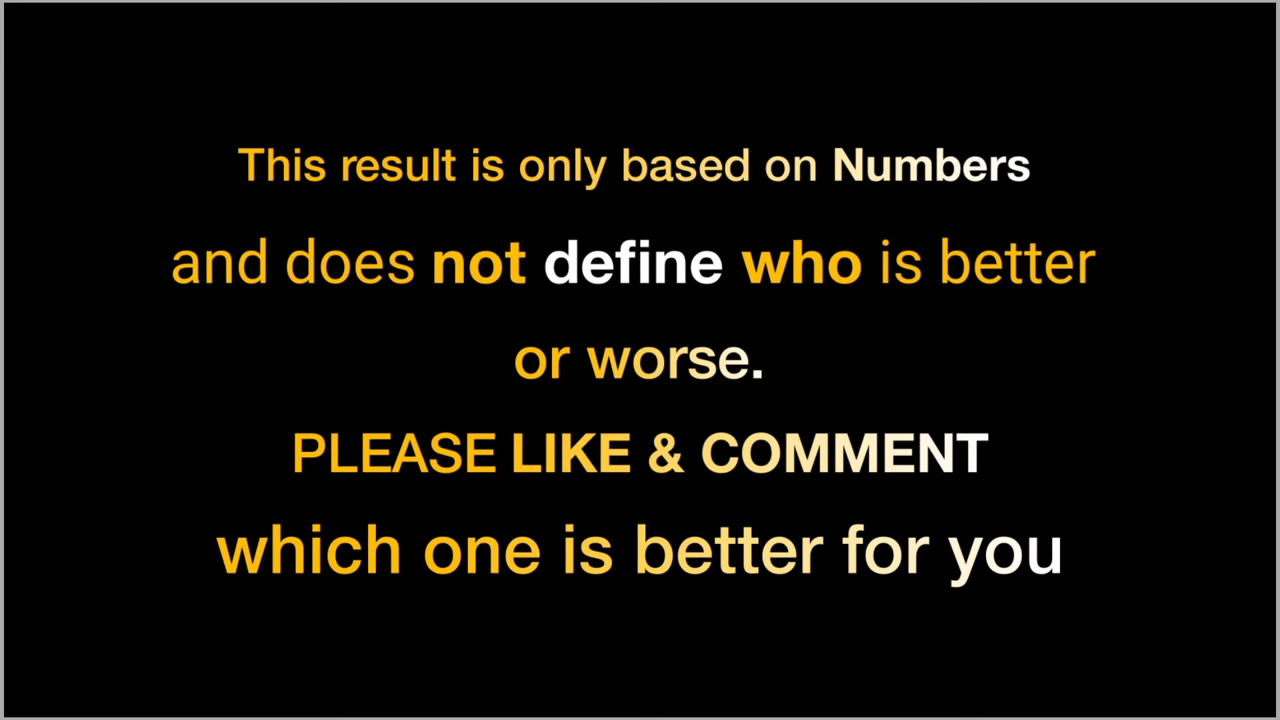 This result is only based on Numbers
and does not define who is better
or worse.
PLEASE LIKE & COMMENT
which one is better for you